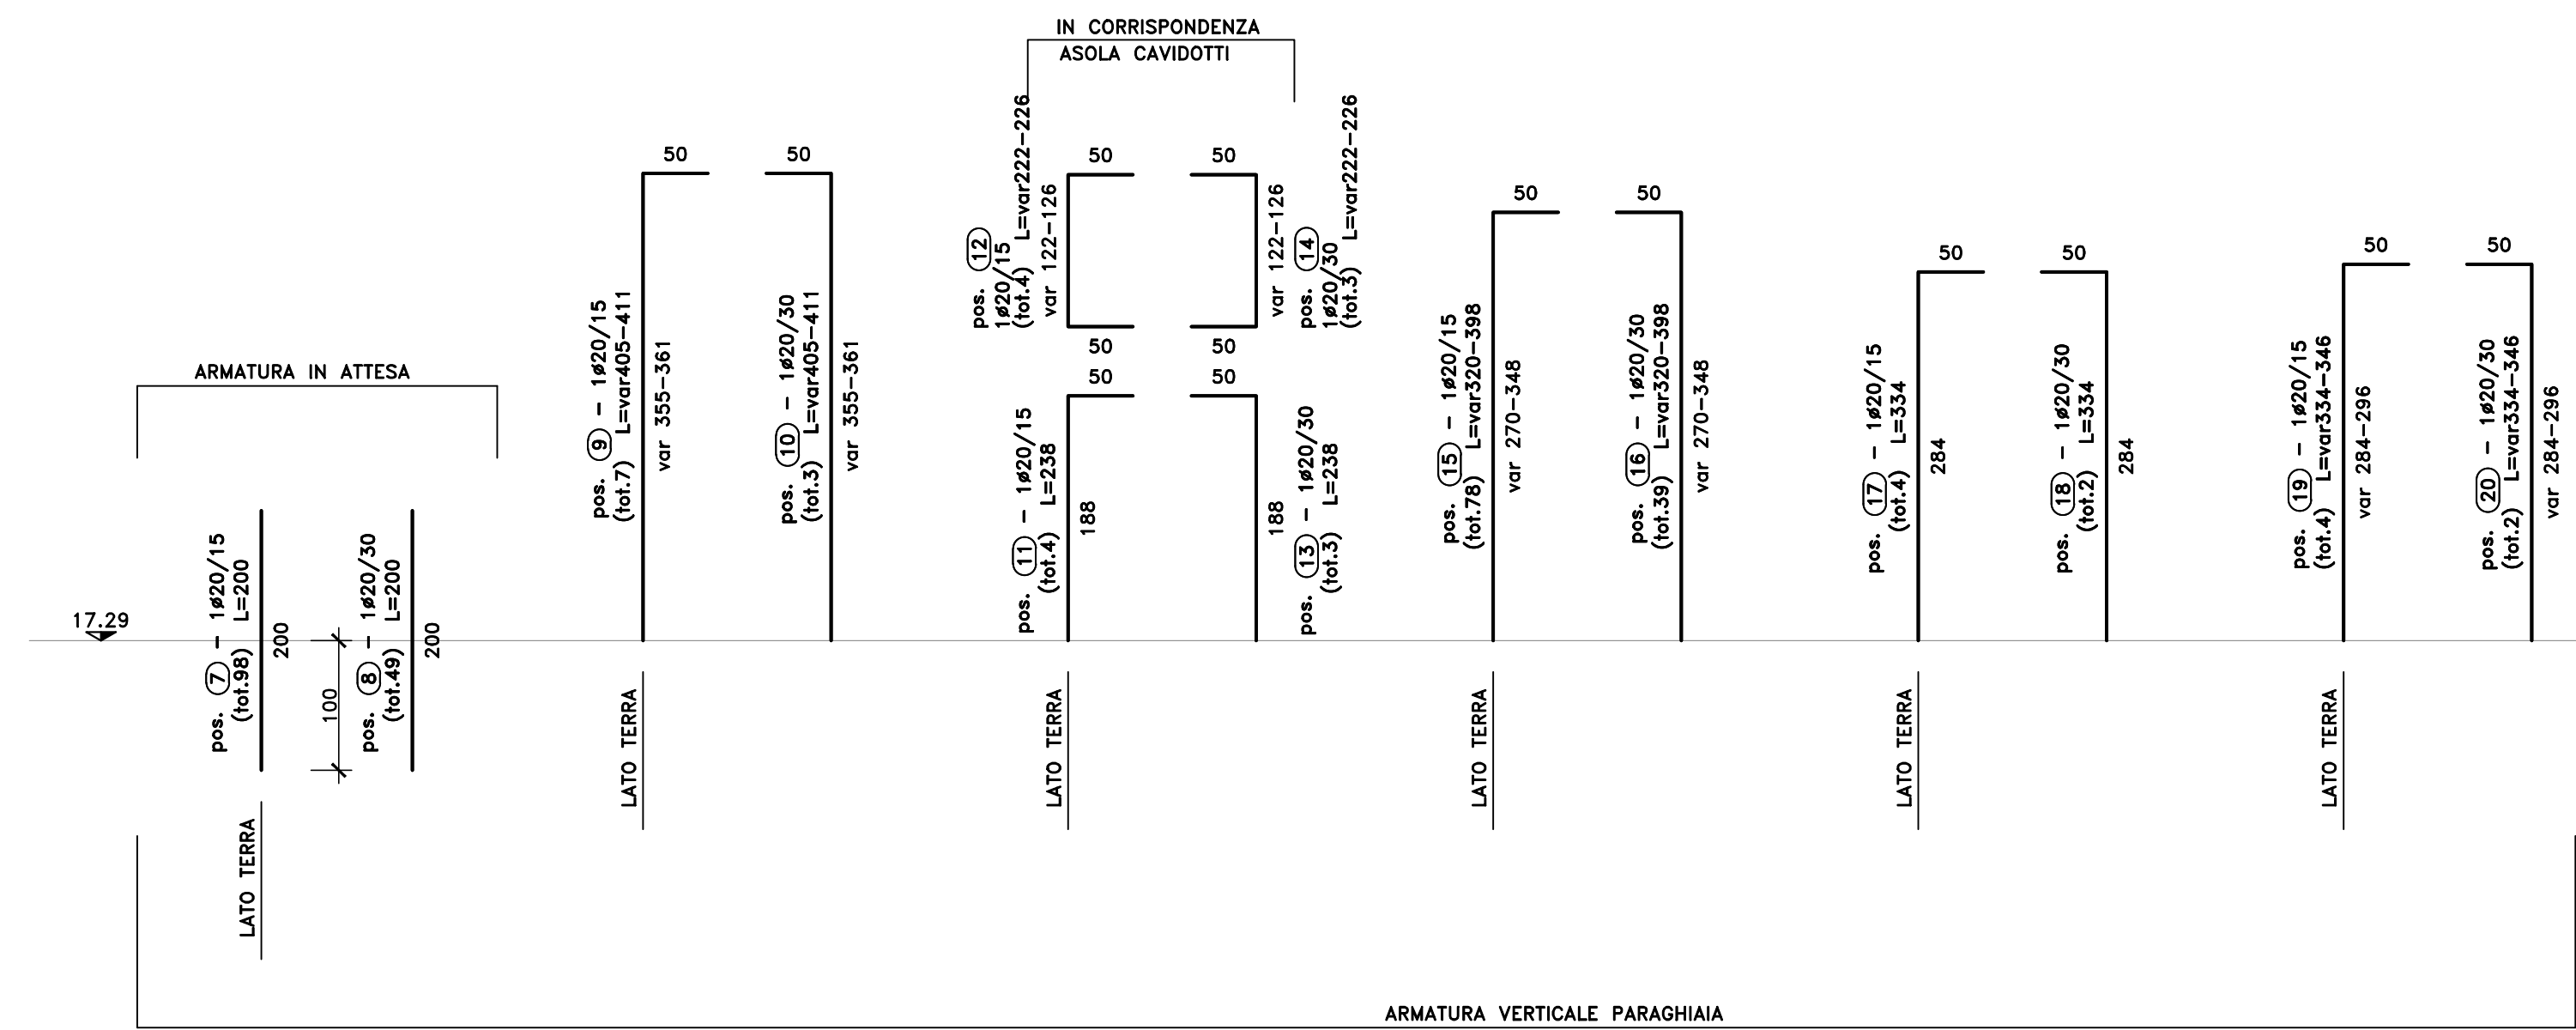 IN CORRISPONDENZA
ASOLA CAVIDOTTI
ARMATURA IN ATTESA
17.29
pos. 7 - 1ø20/15
(tot.98) L=200
200
100
pos. 8 - 1ø20/30
(tot.49) L=200
200
LATO TERRA
50
pos. 9 - 1ø20/15
(tot.7) L=var405-411
var 355-361
50
pos. 10 - 1ø20/30
(tot.3) L=var405-411
var 355-361
LATO TERRA
pos. 12
1ø20/15
(tot.4) L=var222-226
var 122-126
50
50
50
50
var 122-126
pos. 14
1ø20/30
(tot.3) L=var222-226
50
50
pos. 11 - 1ø20/15
(tot.4) L=238
188
188
pos. 13 - 1ø20/30
(tot.3) L=238
LATO TERRA
50
pos. 15 - 1ø20/15
(tot.78) L=var320-398
var 270-348
50
pos. 16 - 1ø20/30
(tot.39) L=var320-398
var 270-348
LATO TERRA
50
pos. 17 - 1ø20/15
(tot.4) L=334
284
50
pos. 18 - 1ø20/30
(tot.2) L=334
284
LATO TERRA
50
pos. 19 - 1ø20/15
(tot.4) L=var334-346
var 284-296
50
pos. 20 - 1ø20/30
(tot.2) L=var334-346
var 284-296
LATO TERRA
ARMATURA VERTICALE PARAGHIAIA